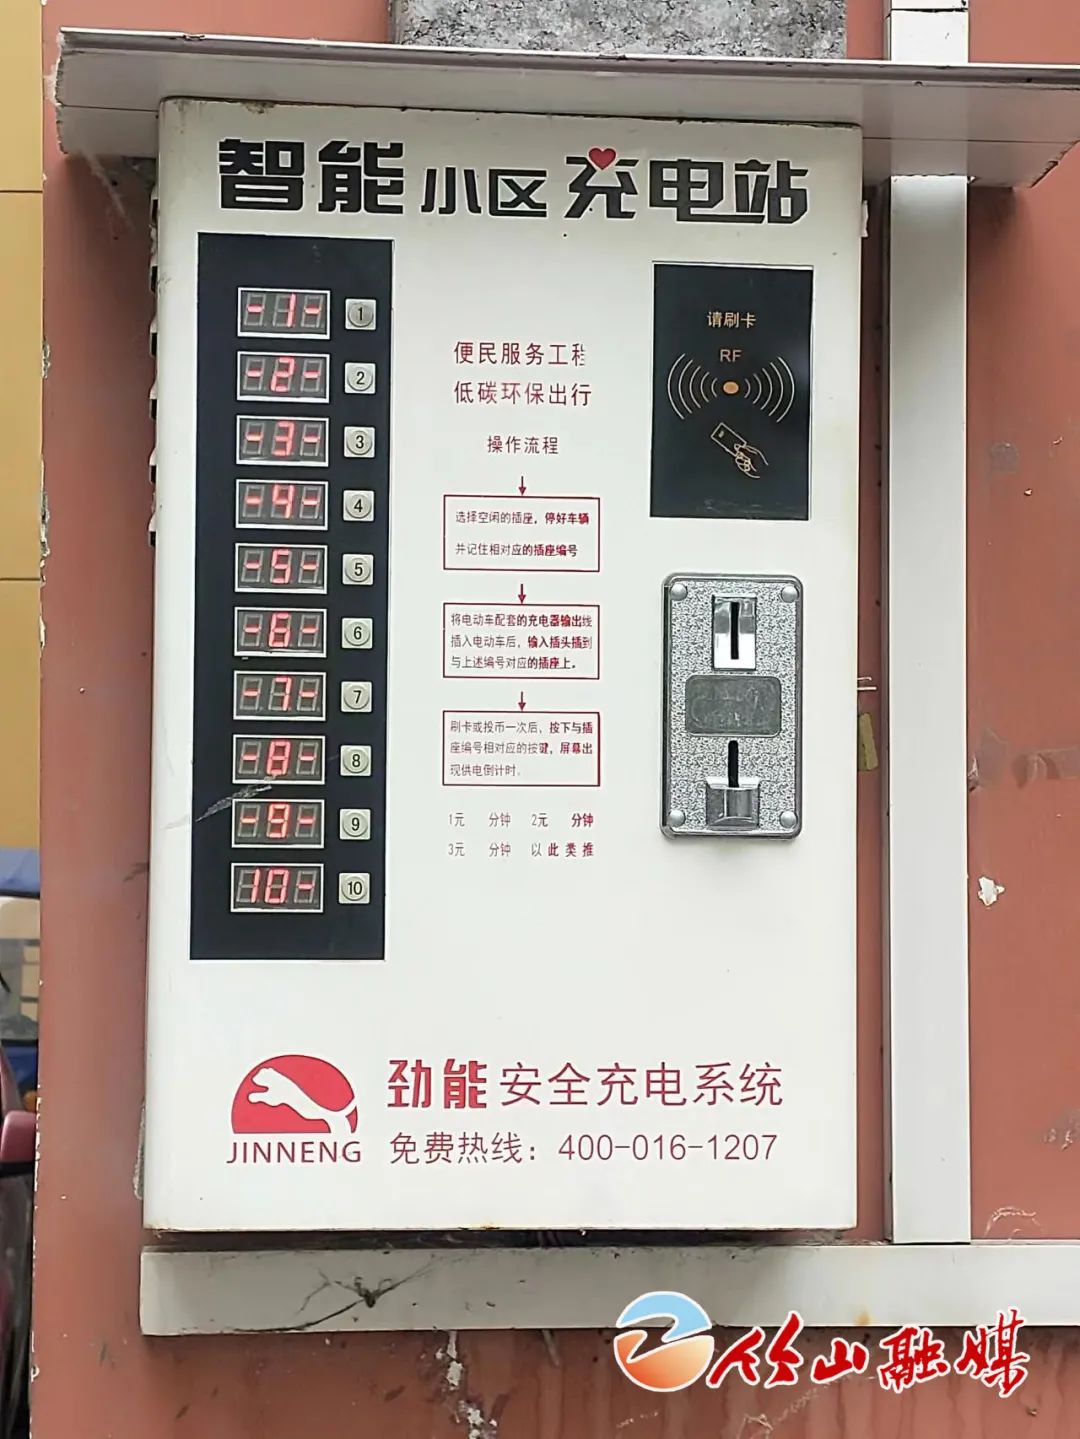 智能小区充电站
-1- 1
-2- 2
-3- 3
-4- 4
-5- 5
-6- 6
-7- 7
-8- 8
-9- 9
10- 10
便民服务工程
低碳环保出行
操作流程
选择空闲的插座，停好车辆
并记住相对应的插座编号
将电动车配套的充电器输出线
插入电动车后，输入插头插到
与上述编号对应的插座上。
刷卡或投币一次后，按下与插
座编号相对应的按键，屏幕出
现供电倒计时。
1元 分钟 2元 分钟
3元 分钟 以此类推
请刷卡
RF
JINNENG
劲能安全充电系统
免费热线：400-016-1207
竹山融媒